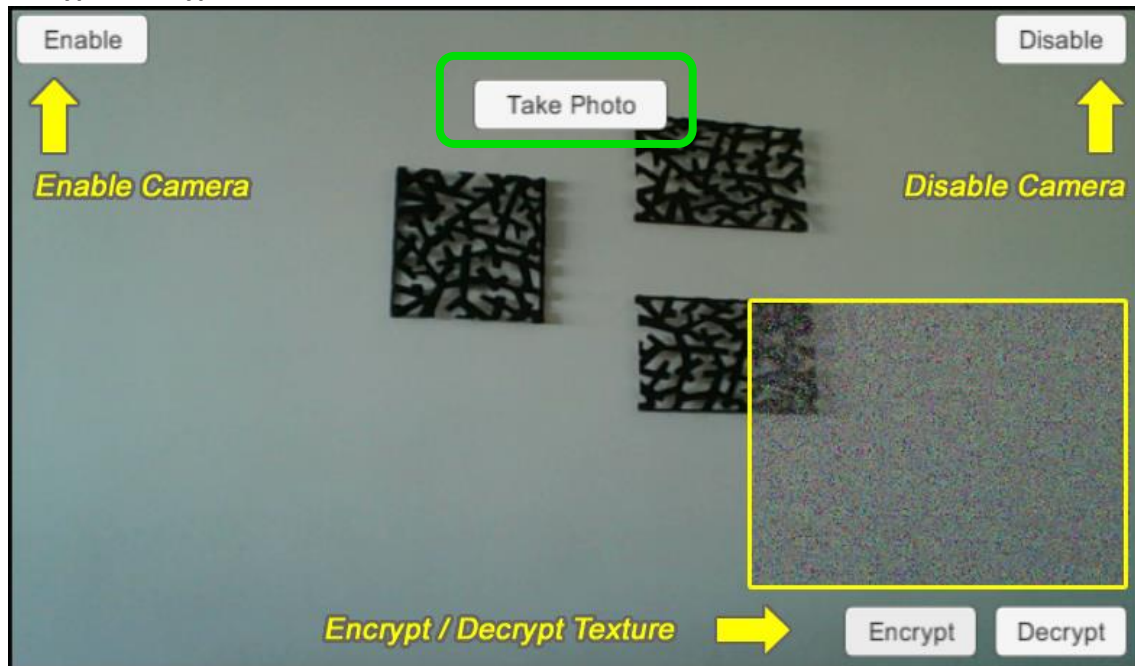 Enable
Disable
Take Photo
Enable Camera
Disable Camera
Encrypt / Decrypt Texture
Encrypt
Decrypt